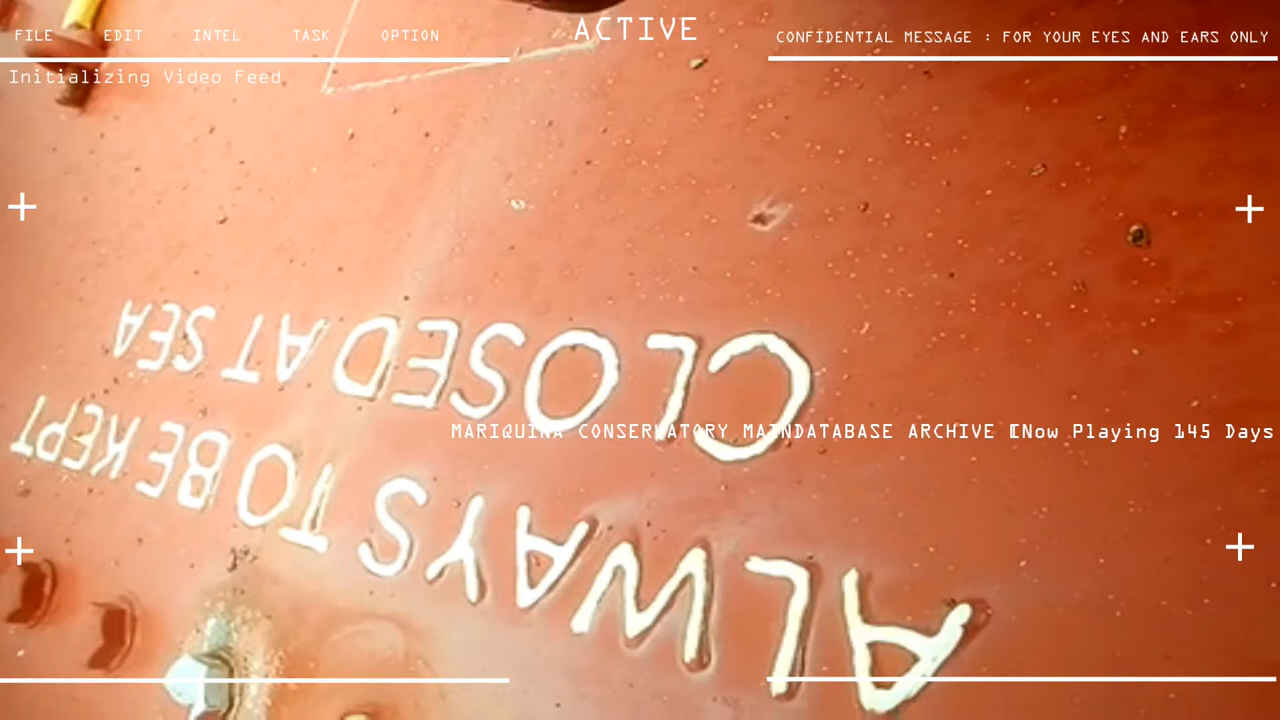 ACTIVE
FILE EDIT INTEL TASK OPTION
CONFIDENTIAL MESSAGE : FOR YOUR EYES AND EARS ONLY
Initializing Video Feed
MARIQUINA CONSERVATORY MAINDATABASE ARCHIVE [Now Playing 145 Days
ALWAYS TO BE KEPT
CLOSED AT SEA